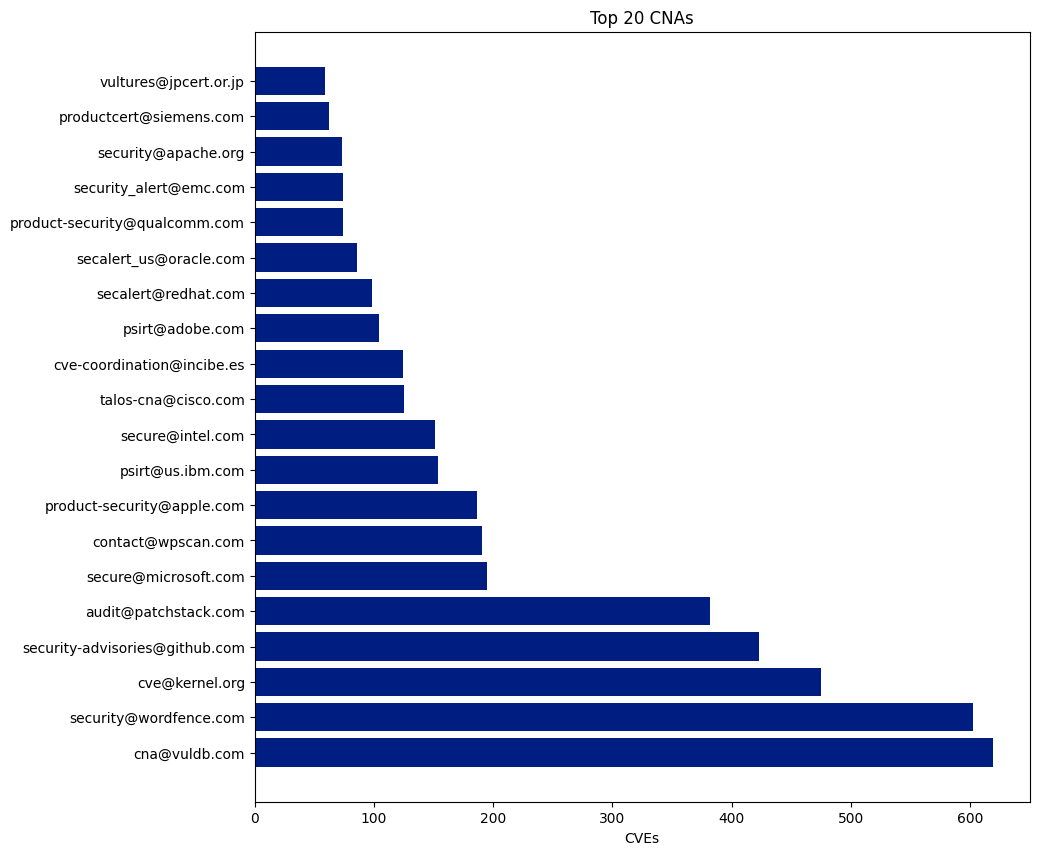 Top 20 CNAs
vultures@jpcert.or.jp
productcert@siemens.com
security@apache.org
security_alert@emc.com
product-security@qualcomm.com
secalert_us@oracle.com
secalert@redhat.com
psirt@adobe.com
cve-coordination@incibe.es
talos-cna@cisco.com
secure@intel.com
psirt@us.ibm.com
product-security@apple.com
contact@wpscan.com
secure@microsoft.com
audit@patchstack.com
security-advisories@github.com
cve@kernel.org
security@wordfence.com
cna@vuldb.com
0 100 200 300 400 500 600
CVEs